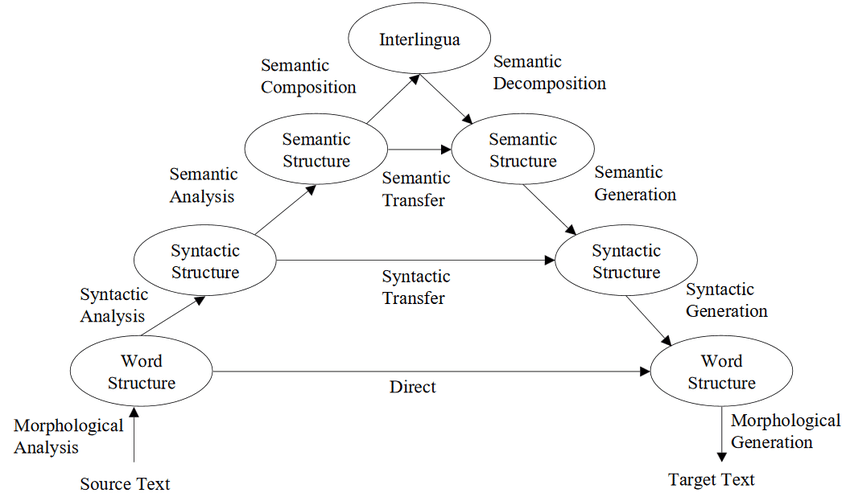 Interlingua
Semantic
Composition
Semantic
Decomposition
Semantic
Structure
Semantic
Structure
Semantic
Analysis
Semantic
Transfer
Semantic
Generation
Syntactic
Structure
Syntactic
Structure
Syntactic
Analysis
Syntactic
Transfer
Syntactic
Generation
Word
Structure
Word
Structure
Direct
Morphological
Analysis
Morphological
Generation
Source Text
Target Text